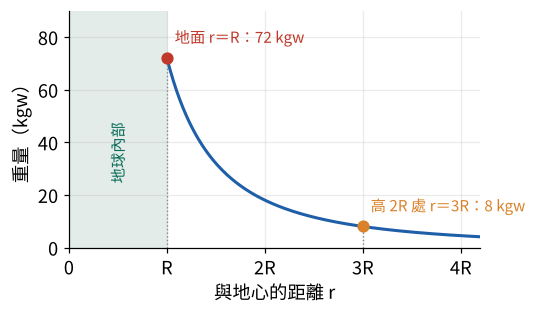 地面 r＝R：72 kgw
80
60
40
20
0
重量（kgw）
地球內部
高 2R 處 r＝3R：8 kgw
0
R
2R
3R
4R
與地心的距離 r